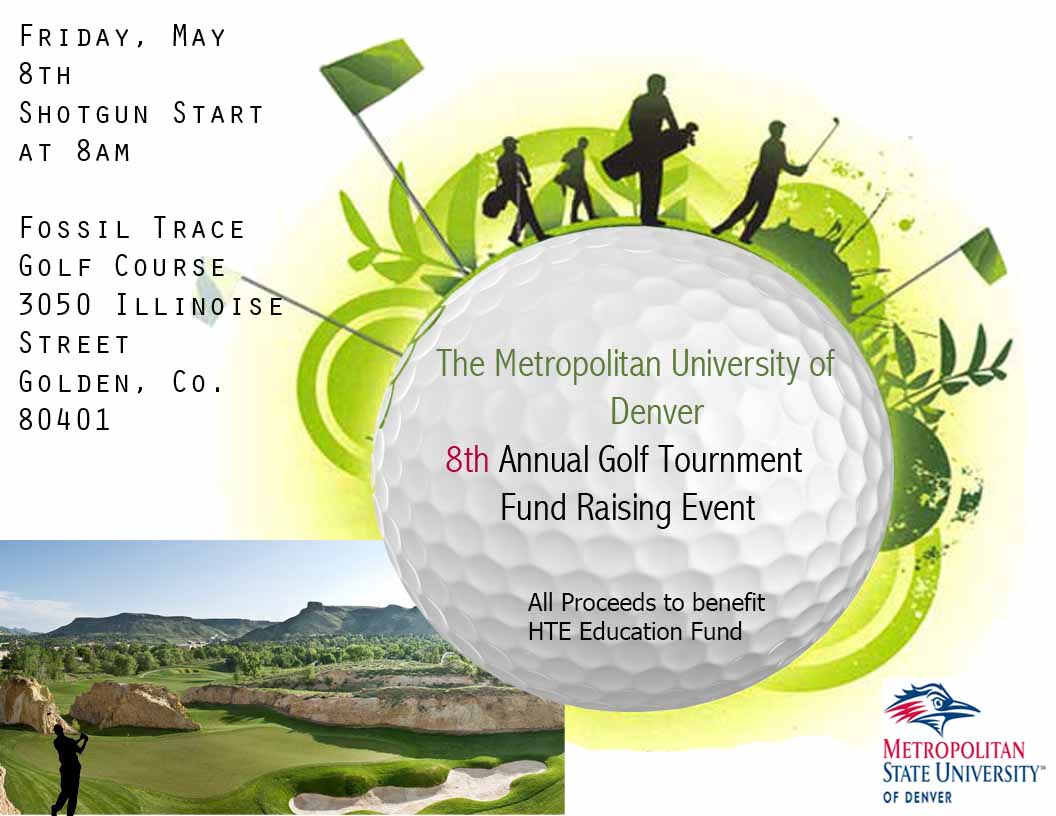 Friday, May
8th
Shotgun Start
at 8am
Fossil Trace
Golf Course
3050 Illinoise
Street
Golden, Co.
80401
The Metropolitan University of
Denver
8th Annual Golf Tournment
Fund Raising Event
All Proceeds to benefit
HTE Education Fund
METROPOLITAN
STATE UNIVERSITY™
OF DENVER